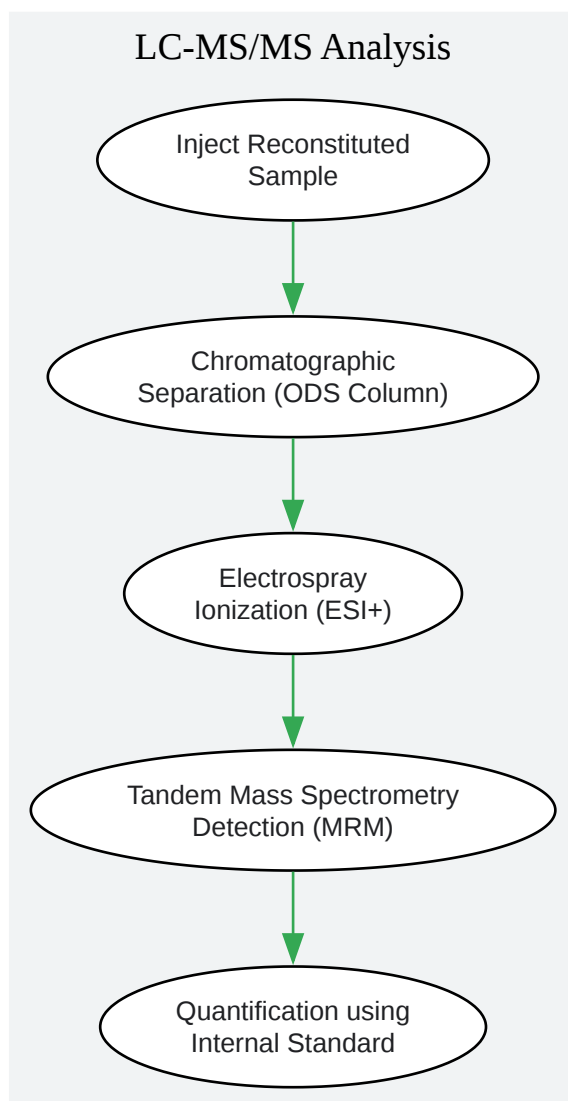 LC-MS/MS Analysis
Inject Reconstituted
Sample
Chromatographic
Separation (ODS Column)
Electrospray
Ionization (ESI+)
Tandem Mass Spectrometry
Detection (MRM)
Quantification using
Internal Standard